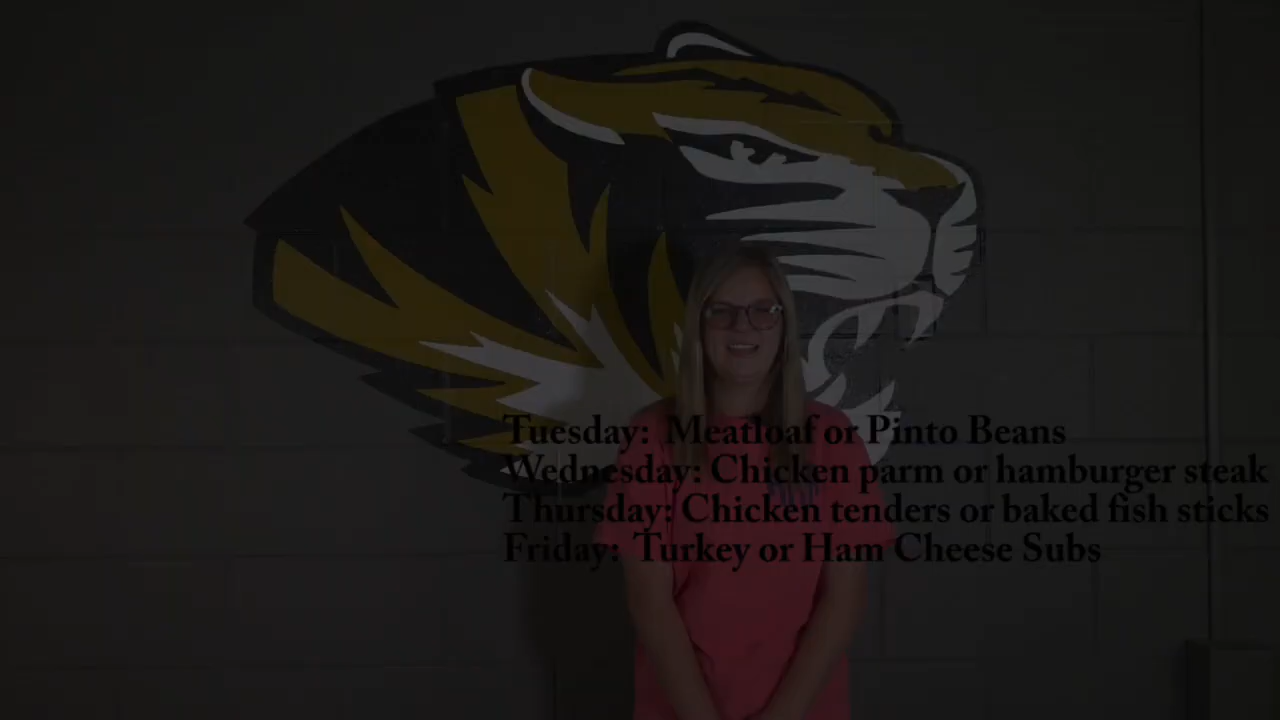 Tuesday: Meatloaf or Pinto Beans
Wednesday: Chicken parm or hamburger steak
Thursday: Chicken tenders or baked fish sticks
Friday: Turkey or Ham Cheese Subs